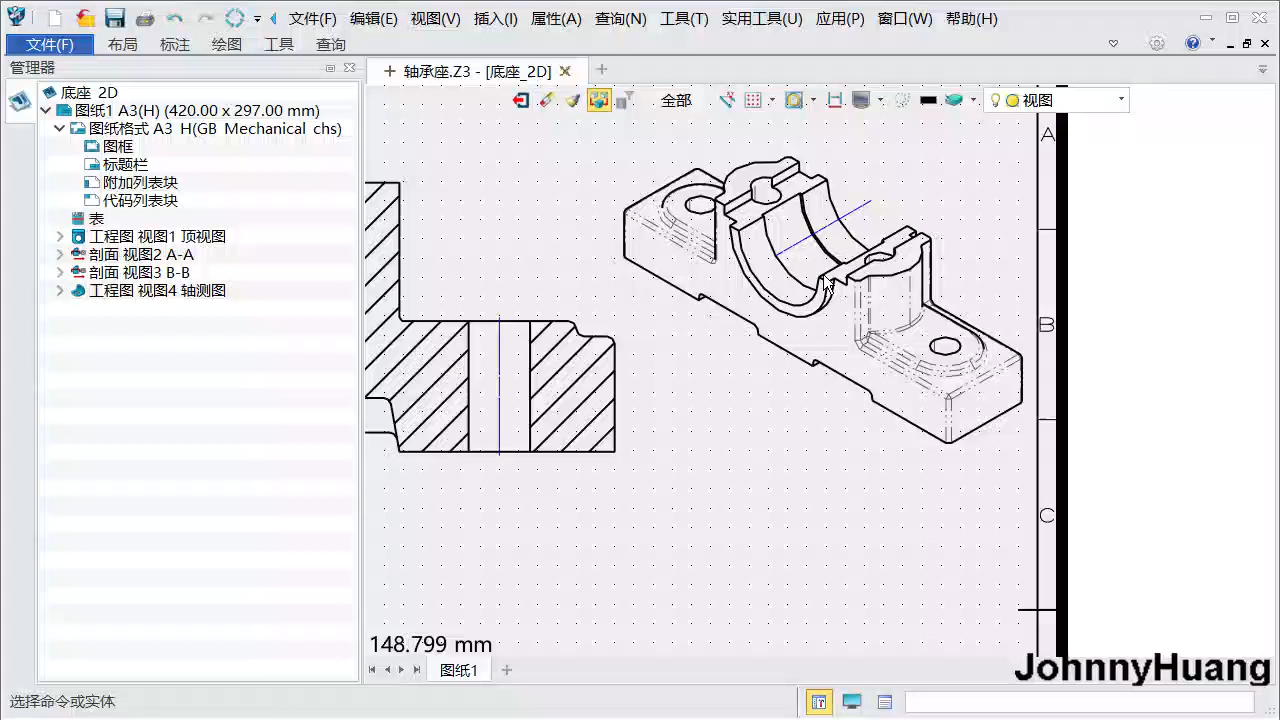 文件(F) 编辑(E) 视图(V) 插入(I) 属性(A) 查询(N) 工具(T) 实用工具(U) 应用(P) 窗口(W) 帮助(H)
文件(F) 布局 标注 绘图 工具 查询
管理器
轴承座.Z3 - [底座_2D]
全部
视图
底座_2D
图纸1 A3(H) (420.00 x 297.00 mm)
图纸格式 A3_H(GB_Mechanical_chs)
图框
标题栏
附加列表块
代码列表块
表
工程图 视图1 顶视图
剖面 视图2 A-A
剖面 视图3 B-B
工程图 视图4 轴测图
A
B
C
148.799 mm
图纸1
JohnnyHuang
选择命令或实体